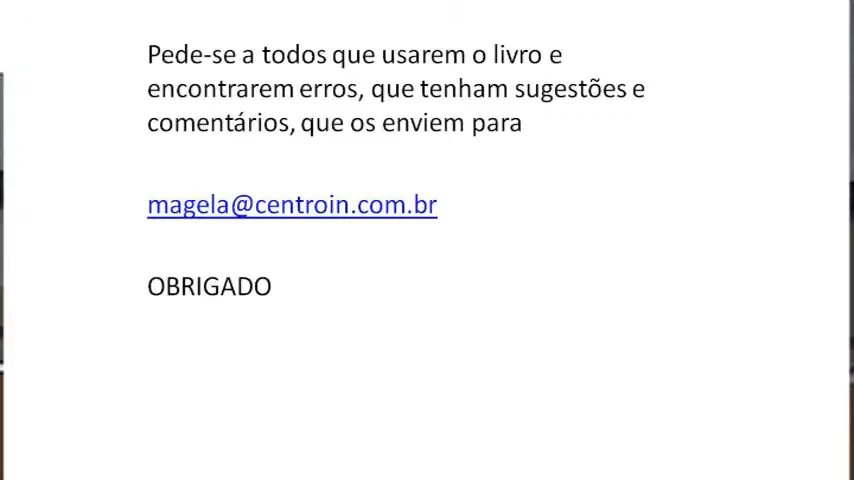 Pede-se a todos que usarem o livro e
encontrarem erros, que tenham sugestões e
comentários, que os enviem para
magela@centroin.com.br
OBRIGADO